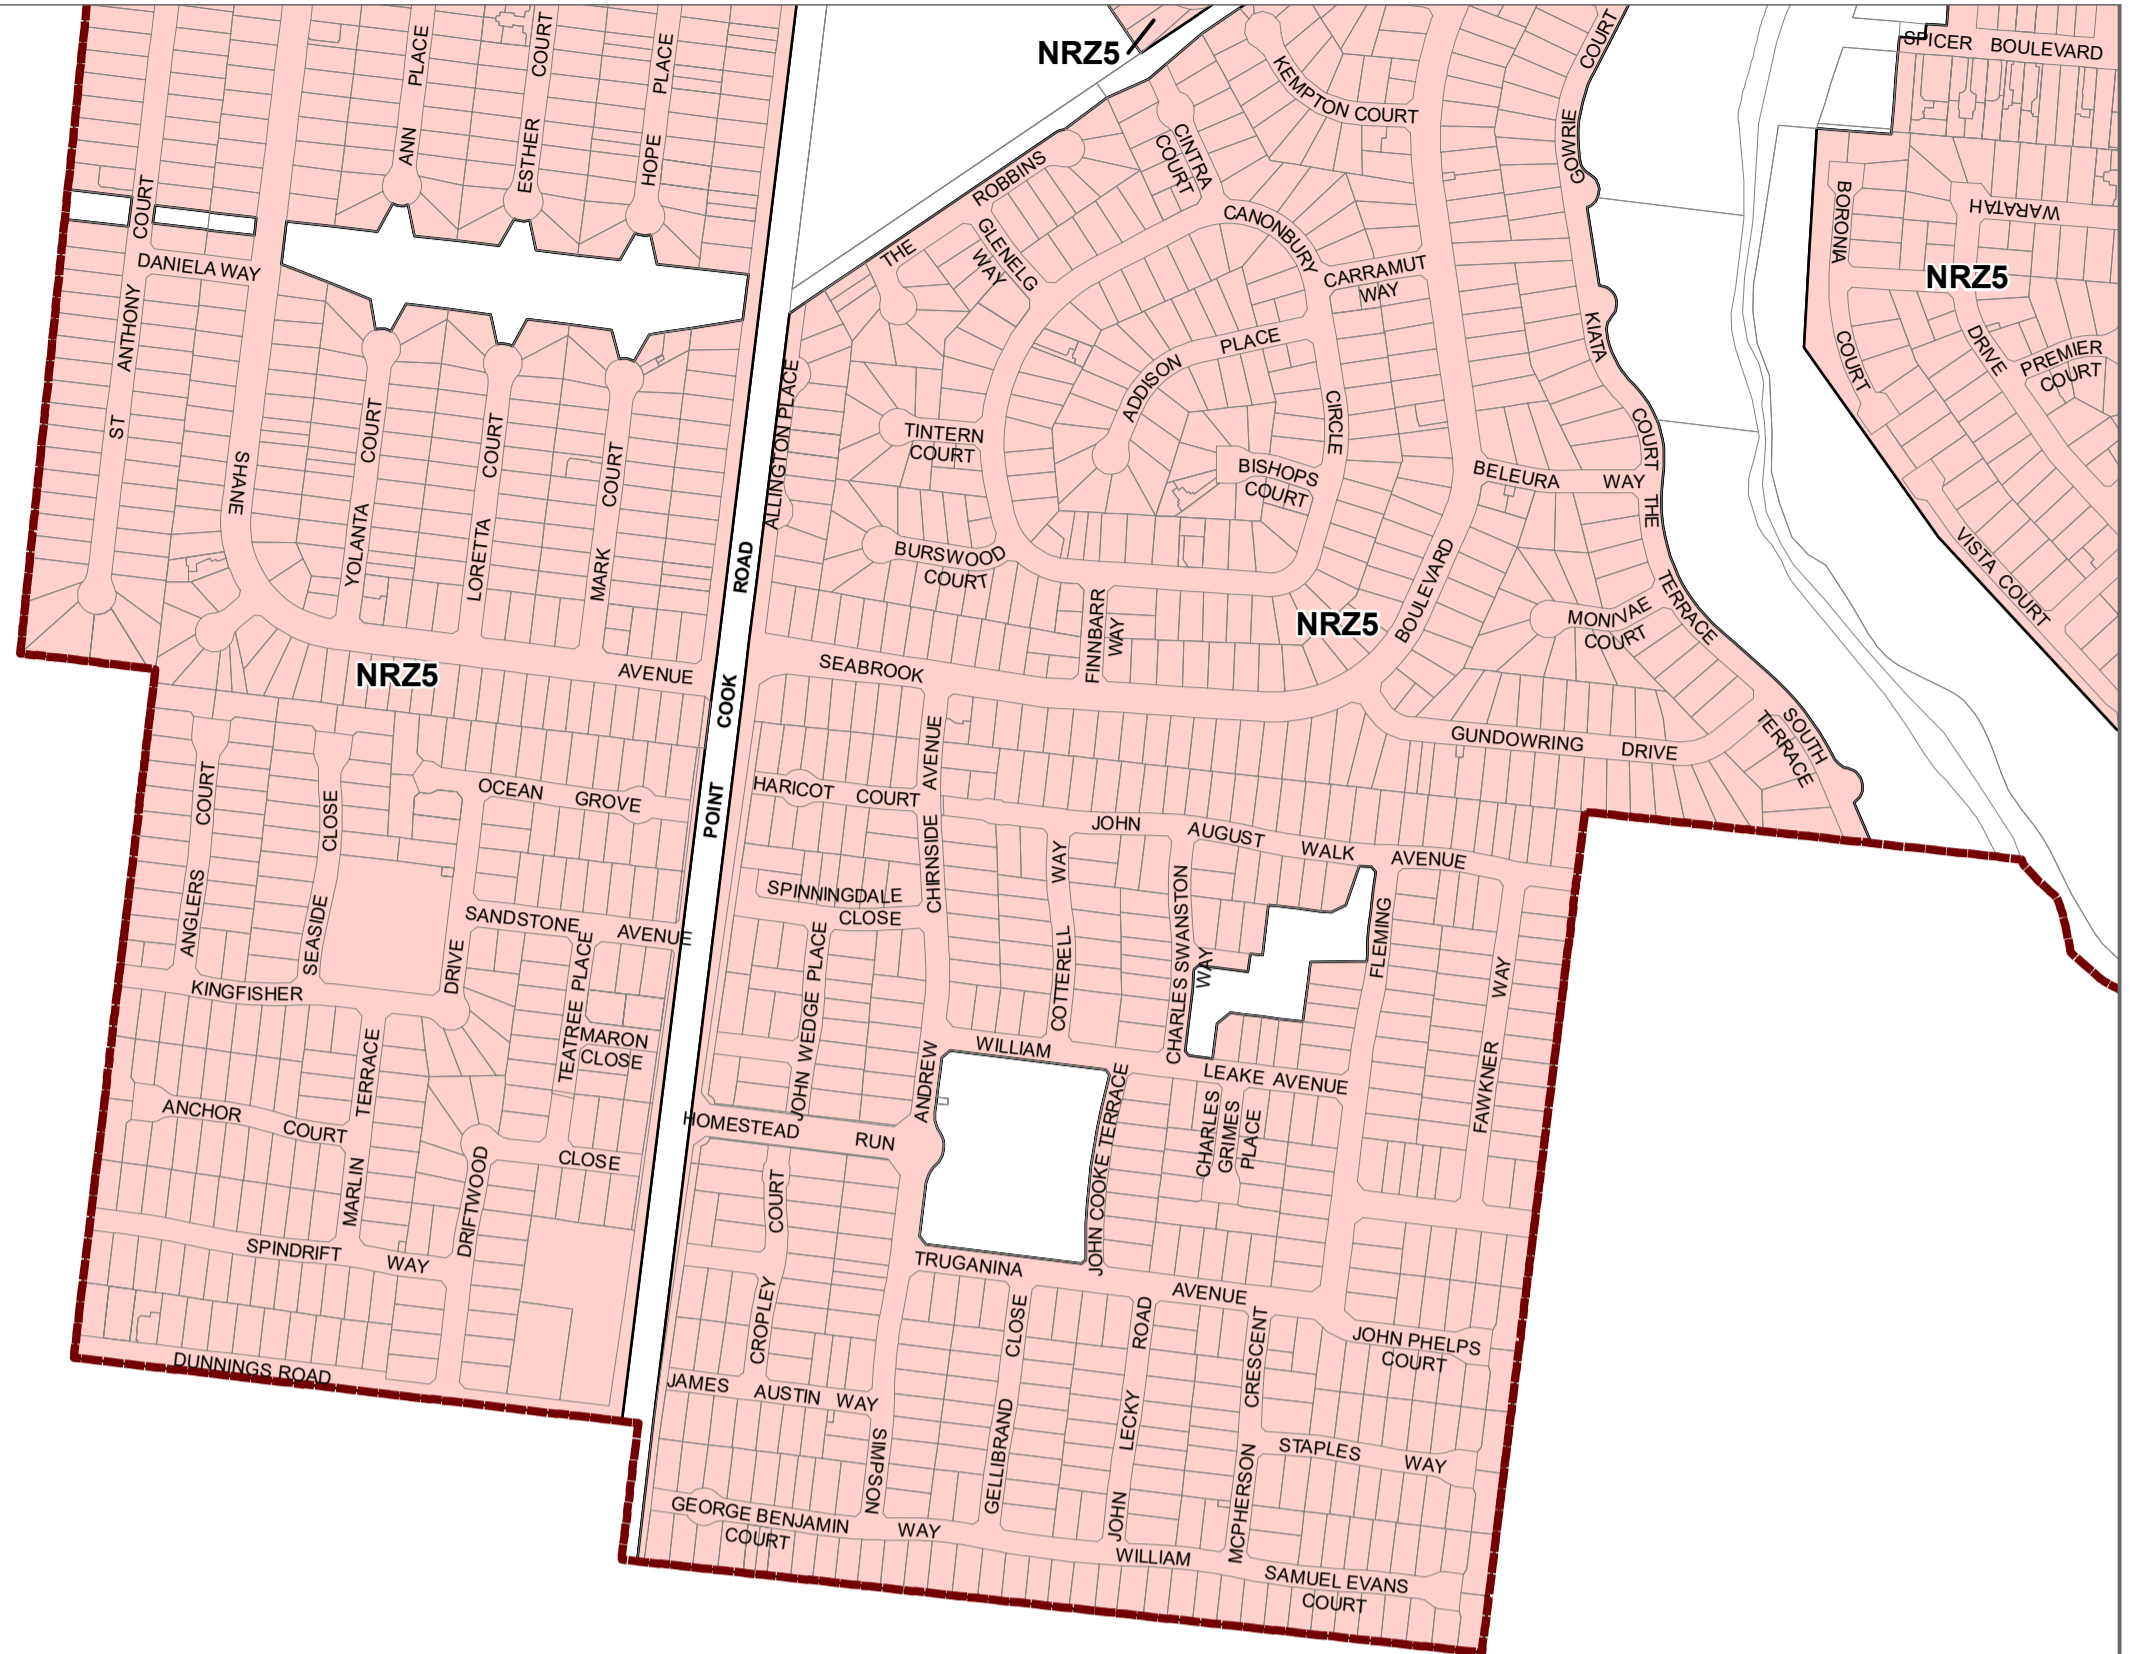 PLACE
COURT
PLACE
NRZ5
COURT
SPICER BOULEVARD
KEMPTON COURT
ANN
ESTHER
HOPE
CINTRA
COURT
GOWRIE
COURT
THE ROBBINS
CANONBURY
BORONIA
WARATAH
DANIELA WAY
GLENELG
WAY
CARRAMUT
WAY
NRZ5
ST ANTHONY
KIATA
COURT
DRIVE
PREMIER
COURT
ADDISON PLACE
ALLINGTON PLACE
SHANE
YOLANTA COURT
LORETTA COURT
MARK COURT
TINTERN
COURT
CIRCLE
BISHOPS
COURT
BELEURA WAY
COURT
THE
TERRACE
VISTA COURT
BURSWOOD
COURT
FINNBARR
WAY
NRZ5
BOULEVARD
MONIVAE
COURT
NRZ5
AVENUE
POINT COOK ROAD
SEABROOK
GUNDOWRING DRIVE
SOUTH
TERRACE
ANGLERS COURT
SEASIDE CLOSE
OCEAN GROVE
HARICOT COURT
CHIRNSIDE AVENUE
JOHN AUGUST WALK AVENUE
COTTERELL WAY
CHARLES SWANSTON
WAY
FLEMING
FAWKNER WAY
SPINNINGDALE
CLOSE
SANDSTONE AVENUE
DRIVE
TEATREE PLACE
JOHN WEDGE PLACE
KINGFISHER
MARON
CLOSE
WILLIAM
LEAKE AVENUE
ANDREW
ANCHOR COURT
MARLIN TERRACE
HOMESTEAD RUN
JOHN COOKE TERRACE
CHARLES
GRIMES
PLACE
DRIFTWOOD
CLOSE
SPINDRIFT WAY
CROPLEY COURT
TRUGANINA
AVENUE
JOHN PHELPS
COURT
DUNNINGS ROAD
JAMES AUSTIN WAY
SIMPSON
GELLIBRAND CLOSE
JOHN LECKY ROAD
MCPHERSON CRESCENT
STAPLES WAY
GEORGE BENJAMIN
COURT
WAY
WILLIAM
SAMUEL EVANS
COURT